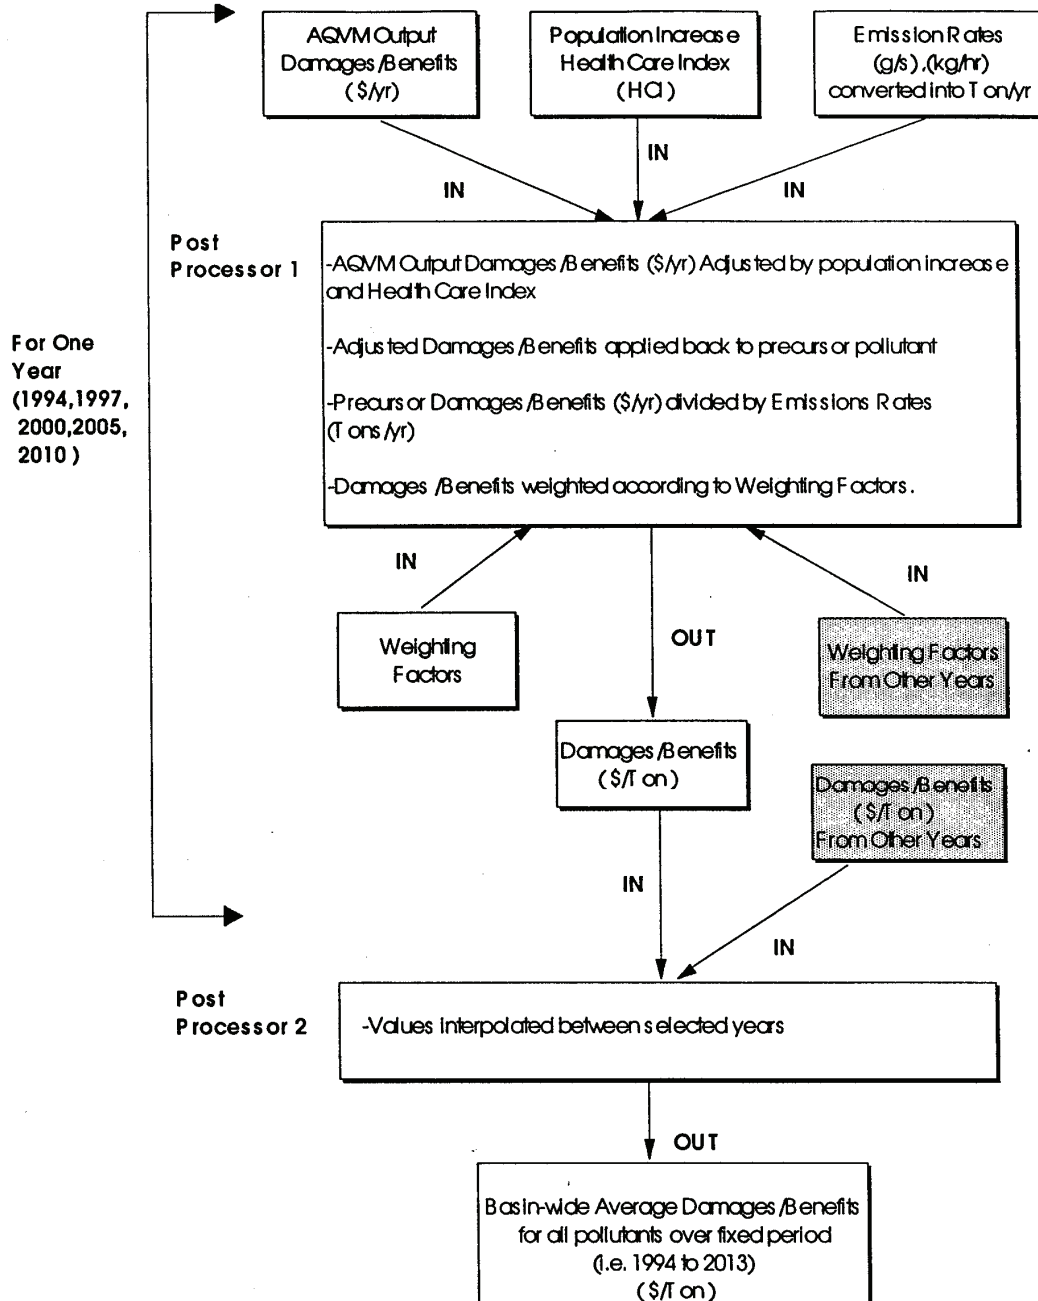 AQVM Output
Damages/Benefits
($/yr)
Population Increase
Health Care Index
(HCI)
Emission Rates
(g/s),(kg/hr)
converted into Ton/yr
IN
IN
IN
Post
Processor 1
-AQVM Output Damages/Benefits ($/yr) Adjusted by population increase
and Health Care Index
-Adjusted Damages/Benefits applied back to precursor pollutant
-Precursor Damages/Benefits ($/yr) divided by Emissions Rates
(Tons/yr)
-Damages/Benefits weighted according to Weighting Factors.
For One
Year
(1994,1997,
2000,2005,
2010)
IN
IN
Weighting
Factors
OUT
Weighting Factors
From Other Years
Damages/Benefits
($/Ton)
Damages/Benefits
($/Ton)
From Other Years
IN
IN
Post
Processor 2
-Values interpolated between selected years
OUT
Basin-wide Average Damages/Benefits
for all pollutants over fixed period
(i.e. 1994 to 2013)
($/Ton)